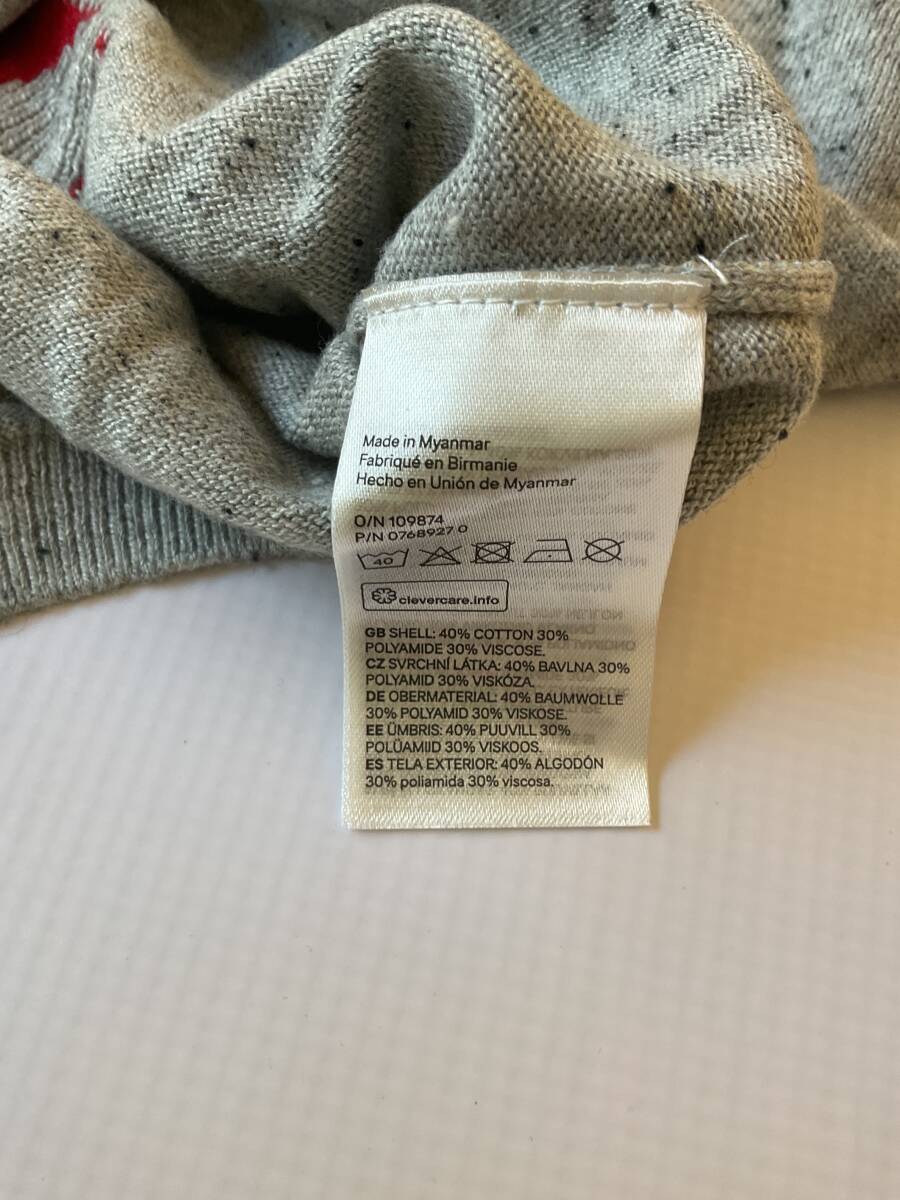 Made in Myanmar
Fabriqué en Birmanie
Hecho en Unión de Myanmar
O/N 109874
P/N 0768927 0
40
clevercare.info
GB SHELL: 40% COTTON 30%
POLYAMIDE 30% VISCOSE.
CZ SVRCHNÍ LÁTKA: 40% BAVLNA 30%
POLYAMID 30% VISKÓZA.
DE OBERMATERIAL: 40% BAUMWOLLE
30% POLYAMID 30% VISKOSE.
EE ÜMBRIS: 40% PUUVILL 30%
POLÜAMIID 30% VISKOOS.
ES TELA EXTERIOR: 40% ALGODÓN
30% poliamida 30% viscosa.